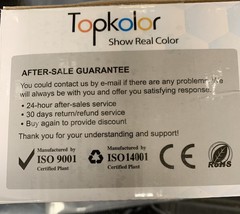 Topkolor
Show Real Color
AFTER-SALE GUARANTEE
You could contact us by e-mail if there are any problems. We
will always be with you and offer you satisfying response.
• 24-hour after-sales service
• 30 days return/refund service
• Buy again to provide discount
Thank you for your understanding and support!
Manufactured by
ISO 9001
Certified Plant
Manufactured by
ISO14001
Certified Plant
CE
RoHS